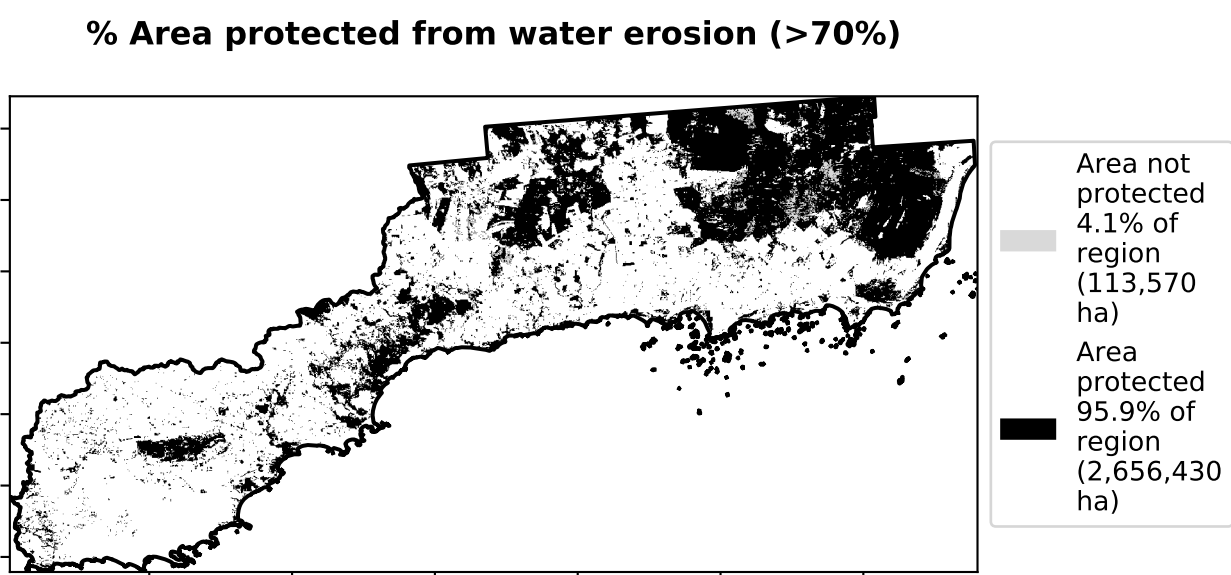 % Area protected from water erosion (>70%)
Area not
protected
4.1% of
region
(113,570
ha)
Area
protected
95.9% of
region
(2,656,430
ha)